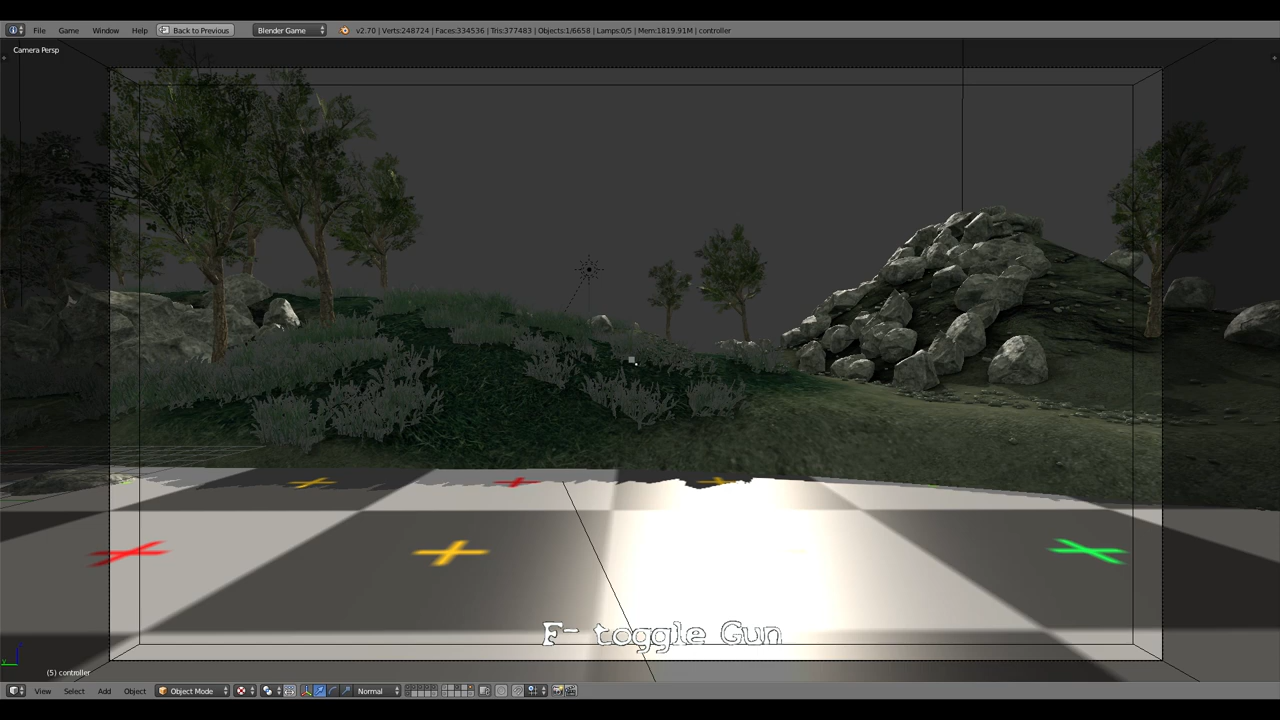 File Game Window Help Back to Previous Blender Game v2.70 | Verts:248724 | Faces:334536 | Tris:377483 | Objects:1/6658 | Lamps:0/5 | Mem:1819.91M | controller
Camera Persp
F- toggle Gun
(5) controller
View Select Add Object Object Mode Normal